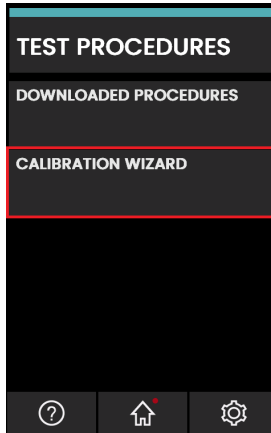 TEST PROCEDURES
DOWNLOADED PROCEDURES
CALIBRATION WIZARD
?